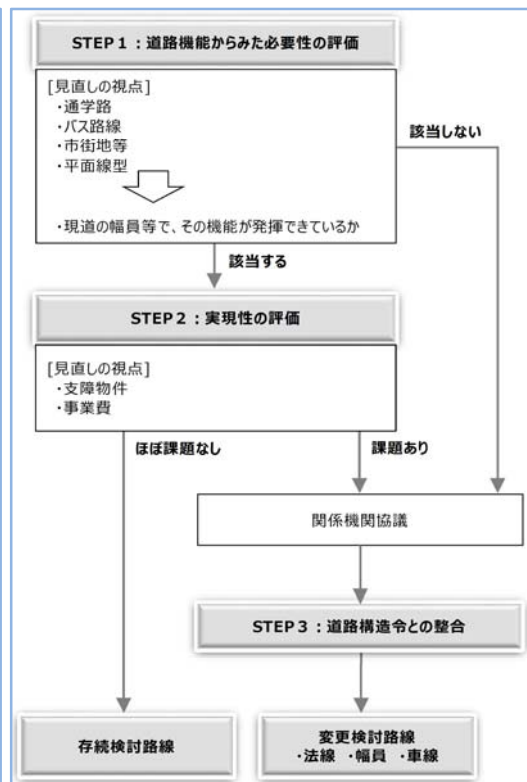 STEP１：道路機能からみた必要性の評価
[見直しの視点]
・通学路
・バス路線
・市街地等
・平面線型
・現道の幅員等で、その機能が発揮できているか
該当しない
該当する
STEP２：実現性の評価
[見直しの視点]
・支障物件
・事業費
ほぼ課題なし
課題あり
関係機関協議
STEP３：道路構造令との整合
存続検討路線
変更検討路線
・法線　・幅員　・車線